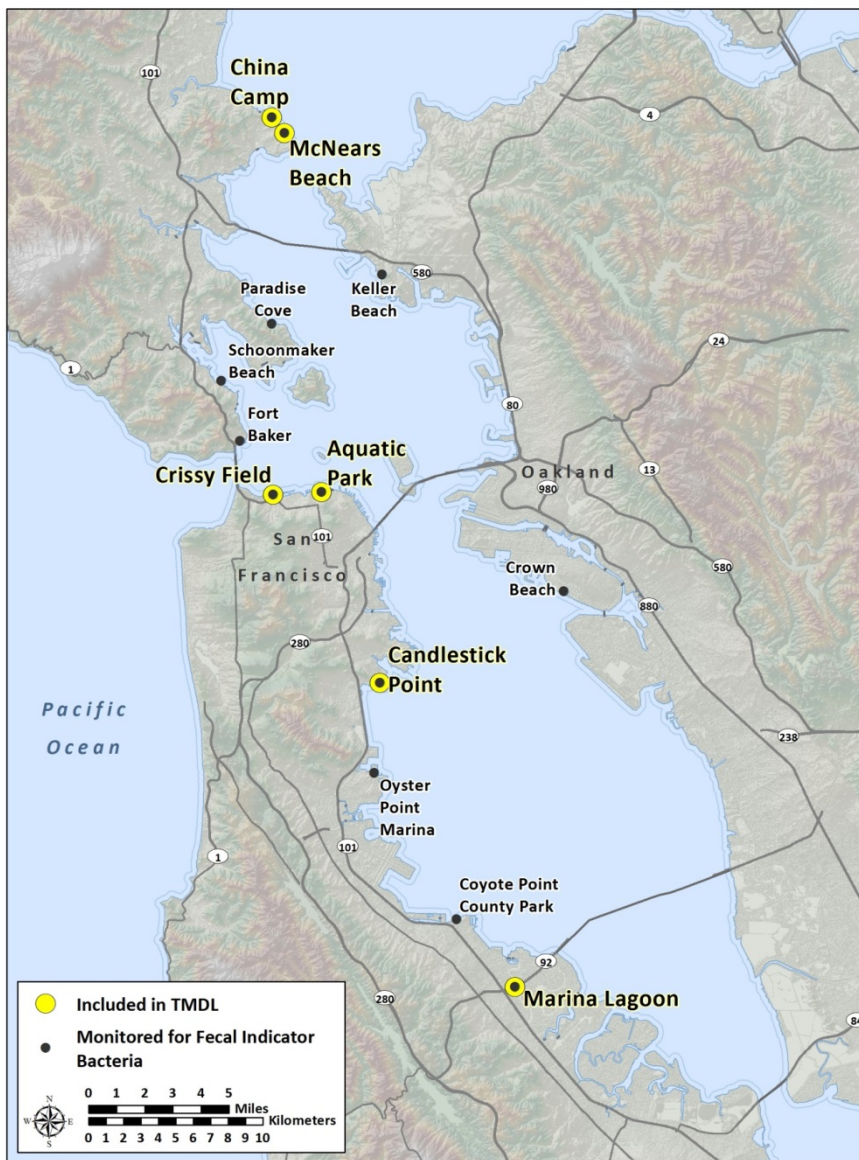 China
Camp
101
4
McNears
Beach
580
Paradise
Cove
Keller
Beach
Schoonmaker
Beach
24
1
80
Fort
Baker
Aquatic
Park
Crissy Field
Oakland
13
980
San
101
Francisco
Crown
Beach
580
880
280
Candlestick
Point
Pacific
Ocean
238
Oyster
Point
Marina
101
1
Coyote Point
County Park
92
Marina Lagoon
280
84
Included in TMDL
Monitored for Fecal Indicator
Bacteria
0 1 2 3 4 5
Miles
Kilometers
0 1 2 3 4 5 6 7 8 9 10
N
W E
S